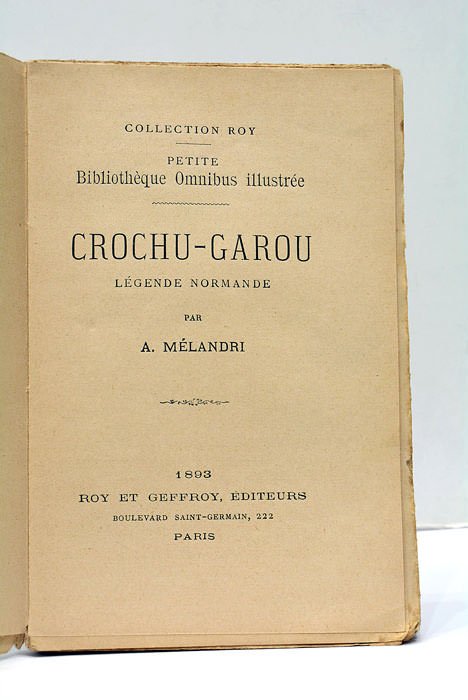 COLLECTION ROY
PETITE
Bibliothèque Omnibus illustrée
CROCHU-GAROU
LÉGENDE NORMANDE
PAR
A. MÉLANDRI
1893
ROY ET GEFFROY, ÉDITEURS
BOULEVARD SAINT-GERMAIN, 222
PARIS